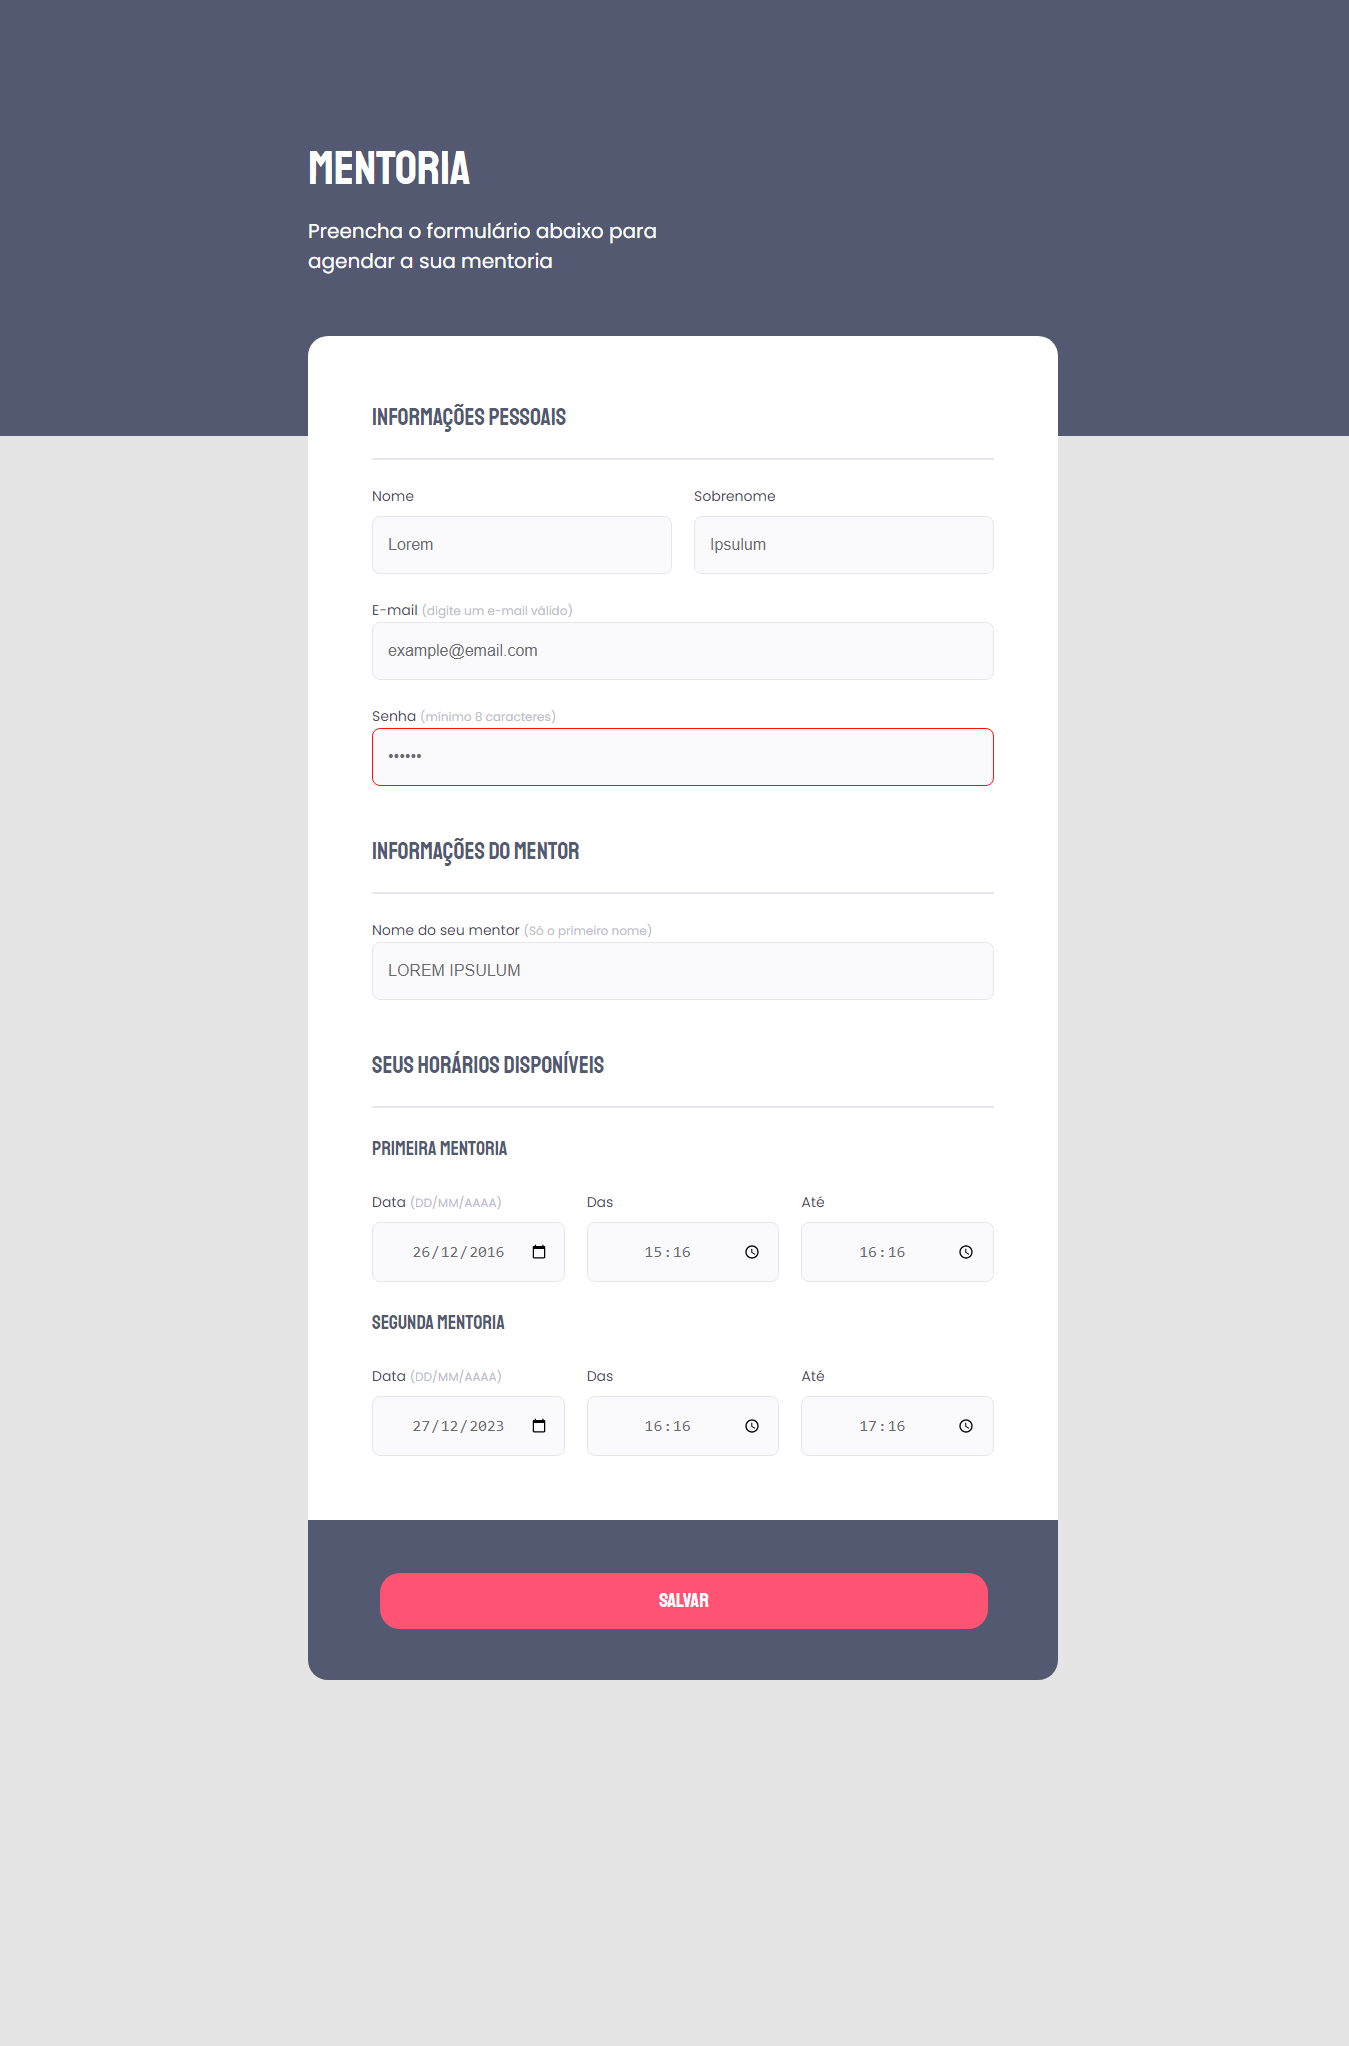 MENTORIA
Preencha o formulário abaixo para
agendar a sua mentoria
INFORMAÇÕES PESSOAIS
Nome
Sobrenome
Lorem
Ipsulum
E-mail (digite um e-mail válido)
example@email.com
Senha (mínimo 8 caracteres)
••••••
INFORMAÇÕES DO MENTOR
Nome do seu mentor (Só o primeiro nome)
LOREM IPSULUM
SEUS HORÁRIOS DISPONÍVEIS
PRIMEIRA MENTORIA
Data (DD/MM/AAAA)
Das
Até
26/12/2016
15:16
16:16
SEGUNDA MENTORIA
Data (DD/MM/AAAA)
Das
Até
27/12/2023
16:16
17:16
SALVAR